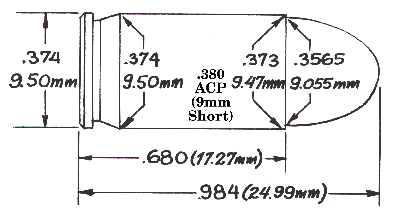 .374
9.50mm
.374
9.50mm
.380
ACP
(9mm
Short)
.373
9.47mm
.3565
9.055mm
.680 (17.27mm)
.984 (24.99mm)